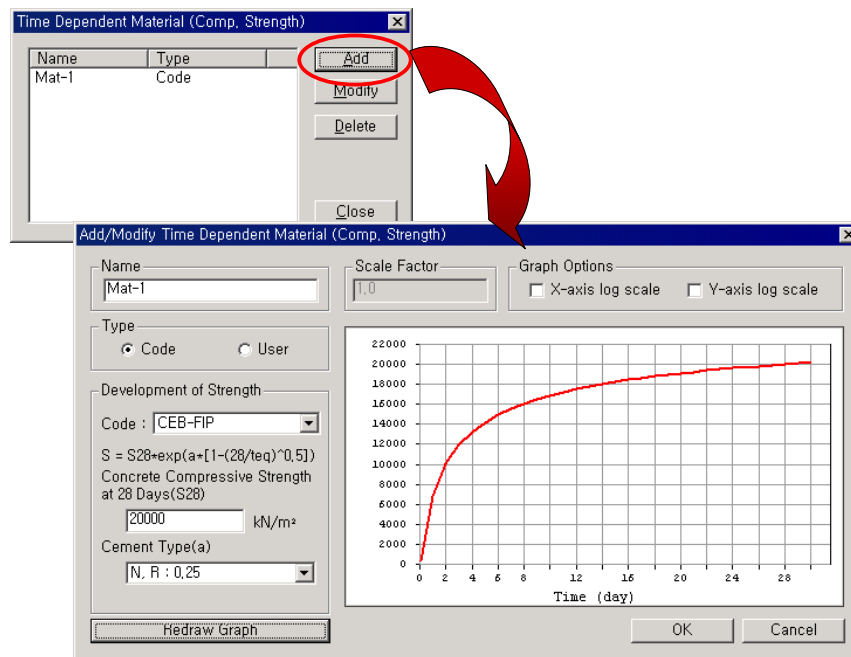 Time Dependent Material (Comp, Strength)
Name Type
Mat-1 Code
Add
Modify
Delete
Close
Add/Modify Time Dependent Material (Comp, Strength)
Name
Mat-1
Scale Factor
1,0
Graph Options
X-axis log scale Y-axis log scale
Type
Code User
Development of Strength
Code : CEB-FIP
S = S28*exp(a*[1-(28/teq)^0,5])
Concrete Compressive Strength
at 28 Days(S28)
20000 kN/m²
Cement Type(a)
N, R : 0,25
Redraw Graph
22000
20000
18000
16000
14000
12000
10000
8000
6000
4000
2000
0
0 2 4 6 8 12 16 20 24 28
Time (day)
OK Cancel